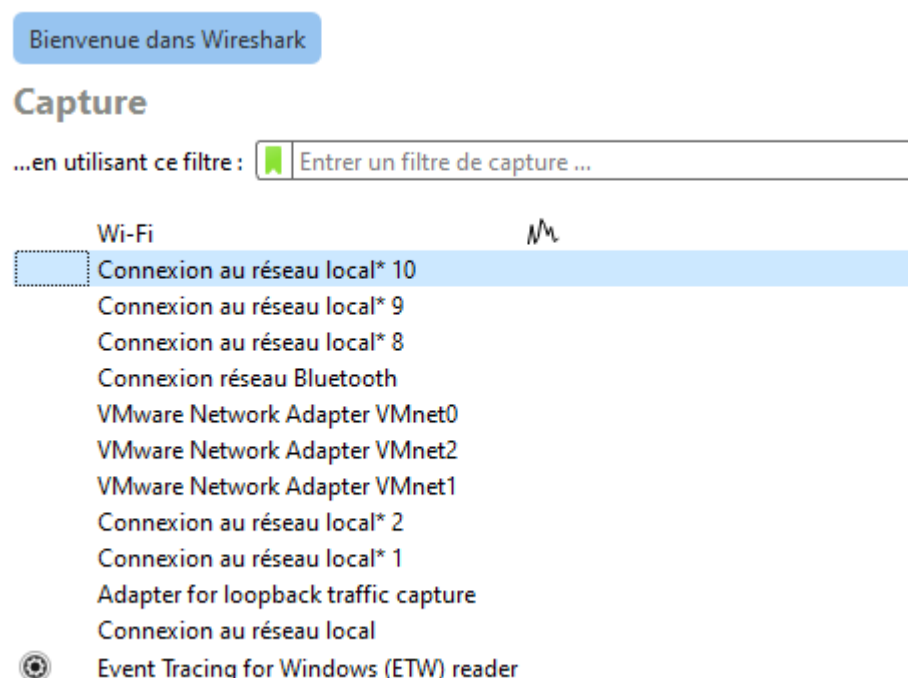 Bienvenue dans Wireshark
Capture
...en utilisant ce filtre : Entrer un filtre de capture ...
Wi-Fi
Connexion au réseau local* 10
Connexion au réseau local* 9
Connexion au réseau local* 8
Connexion réseau Bluetooth
VMware Network Adapter VMnet0
VMware Network Adapter VMnet2
VMware Network Adapter VMnet1
Connexion au réseau local* 2
Connexion au réseau local* 1
Adapter for loopback traffic capture
Connexion au réseau local
Event Tracing for Windows (ETW) reader